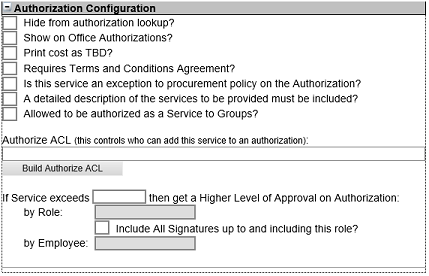 Authorization Configuration
Hide from authorization lookup?
Show on Office Authorizations?
Print cost as TBD?
Requires Terms and Conditions Agreement?
Is this service an exception to procurement policy on the Authorization?
A detailed description of the services to be provided must be included?
Allowed to be authorized as a Service to Groups?
Authorize ACL (this controls who can add this service to an authorization):
Build Authorize ACL
If Service exceeds then get a Higher Level of Approval on Authorization:
by Role:
Include All Signatures up to and including this role?
by Employee: